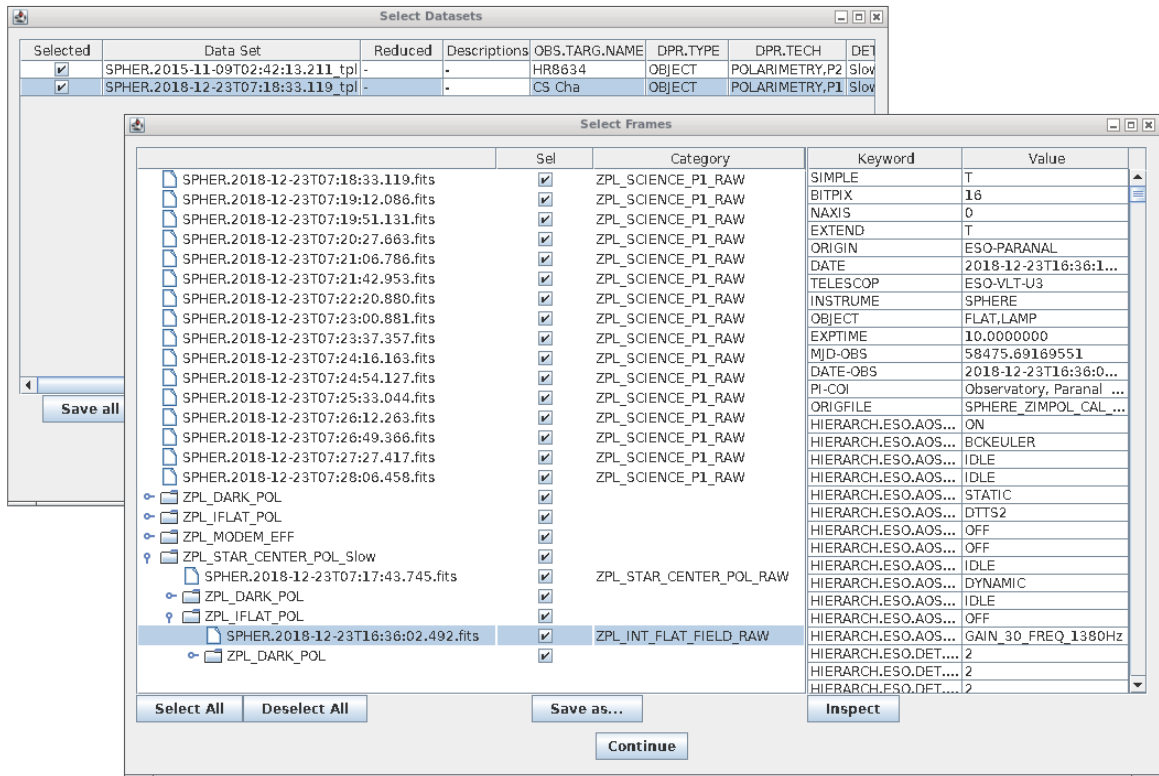 Select Datasets
Selected Data Set Reduced Descriptions OBS.TARG.NAME DPR.TYPE DPR.TECH DET
SPHER.2015-11-09T02:42:13.211_tpl - - HR8634 OBJECT POLARIMETRY,P2 Slow
SPHER.2018-12-23T07:18:33.119_tpl - - CS Cha OBJECT POLARIMETRY,P1 Slow
Save all
Select Frames
Sel Category Keyword Value
SPHER.2018-12-23T07:18:33.119.fits ZPL_SCIENCE_P1_RAW
SPHER.2018-12-23T07:19:12.086.fits ZPL_SCIENCE_P1_RAW
SPHER.2018-12-23T07:19:51.131.fits ZPL_SCIENCE_P1_RAW
SPHER.2018-12-23T07:20:27.663.fits ZPL_SCIENCE_P1_RAW
SPHER.2018-12-23T07:21:06.786.fits ZPL_SCIENCE_P1_RAW
SPHER.2018-12-23T07:21:42.953.fits ZPL_SCIENCE_P1_RAW
SPHER.2018-12-23T07:22:20.880.fits ZPL_SCIENCE_P1_RAW
SPHER.2018-12-23T07:23:00.881.fits ZPL_SCIENCE_P1_RAW
SPHER.2018-12-23T07:23:37.357.fits ZPL_SCIENCE_P1_RAW
SPHER.2018-12-23T07:24:16.163.fits ZPL_SCIENCE_P1_RAW
SPHER.2018-12-23T07:24:54.127.fits ZPL_SCIENCE_P1_RAW
SPHER.2018-12-23T07:25:33.044.fits ZPL_SCIENCE_P1_RAW
SPHER.2018-12-23T07:26:12.263.fits ZPL_SCIENCE_P1_RAW
SPHER.2018-12-23T07:26:49.366.fits ZPL_SCIENCE_P1_RAW
SPHER.2018-12-23T07:27:27.417.fits ZPL_SCIENCE_P1_RAW
SPHER.2018-12-23T07:28:06.458.fits ZPL_SCIENCE_P1_RAW
ZPL_DARK_POL
ZPL_IFLAT_POL
ZPL_MODEM_EFF
ZPL_STAR_CENTER_POL_Slow
SPHER.2018-12-23T07:17:43.745.fits ZPL_STAR_CENTER_POL_RAW
ZPL_DARK_POL
ZPL_IFLAT_POL
SPHER.2018-12-23T16:36:02.492.fits ZPL_INT_FLAT_FIELD_RAW
ZPL_DARK_POL
SIMPLE T
BITPIX 16
NAXIS 0
EXTEND T
ORIGIN ESO-PARANAL
DATE 2018-12-23T16:36:1...
TELESCOP ESO-VLT-U3
INSTRUME SPHERE
OBJECT FLAT,LAMP
EXPTIME 10.0000000
MJD-OBS 58475.69169551
DATE-OBS 2018-12-23T16:36:0...
PI-COI Observatory, Paranal ...
ORIGFILE SPHERE_ZIMPOL_CAL_...
HIERARCH.ESO.AOS... ON
HIERARCH.ESO.AOS... BCKEULER
HIERARCH.ESO.AOS... IDLE
HIERARCH.ESO.AOS... IDLE
HIERARCH.ESO.AOS... STATIC
HIERARCH.ESO.AOS... DTTS2
HIERARCH.ESO.AOS... OFF
HIERARCH.ESO.AOS... OFF
HIERARCH.ESO.AOS... IDLE
HIERARCH.ESO.AOS... DYNAMIC
HIERARCH.ESO.AOS... IDLE
HIERARCH.ESO.AOS... OFF
HIERARCH.ESO.AOS... GAIN_30_FREQ_1380Hz
HIERARCH.ESO.DET.... 2
HIERARCH.ESO.DET.... 2
HIERARCH.ESO.DET.... 2
Select All Deselect All Save as... Inspect
Continue